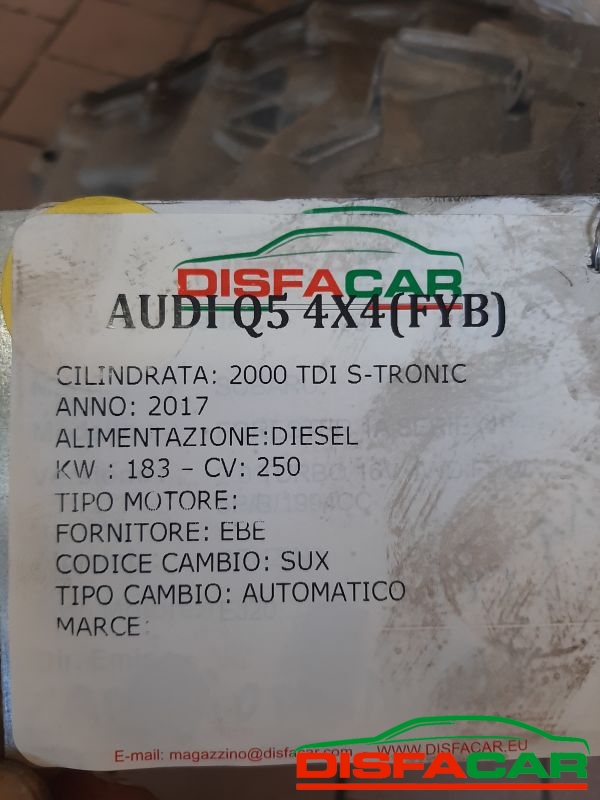 DISFACAR
AUDI Q5 4X4(FYB)
CILINDRATA: 2000 TDI S-TRONIC
ANNO: 2017
ALIMENTAZIONE:DIESEL
KW : 183 – CV: 250
TIPO MOTORE:
FORNITORE: EBE
CODICE CAMBIO: SUX
TIPO CAMBIO: AUTOMATICO
MARCE:
E-mail: magazzino@disfacar.com WWW.DISFACAR.EU
DISFACAR